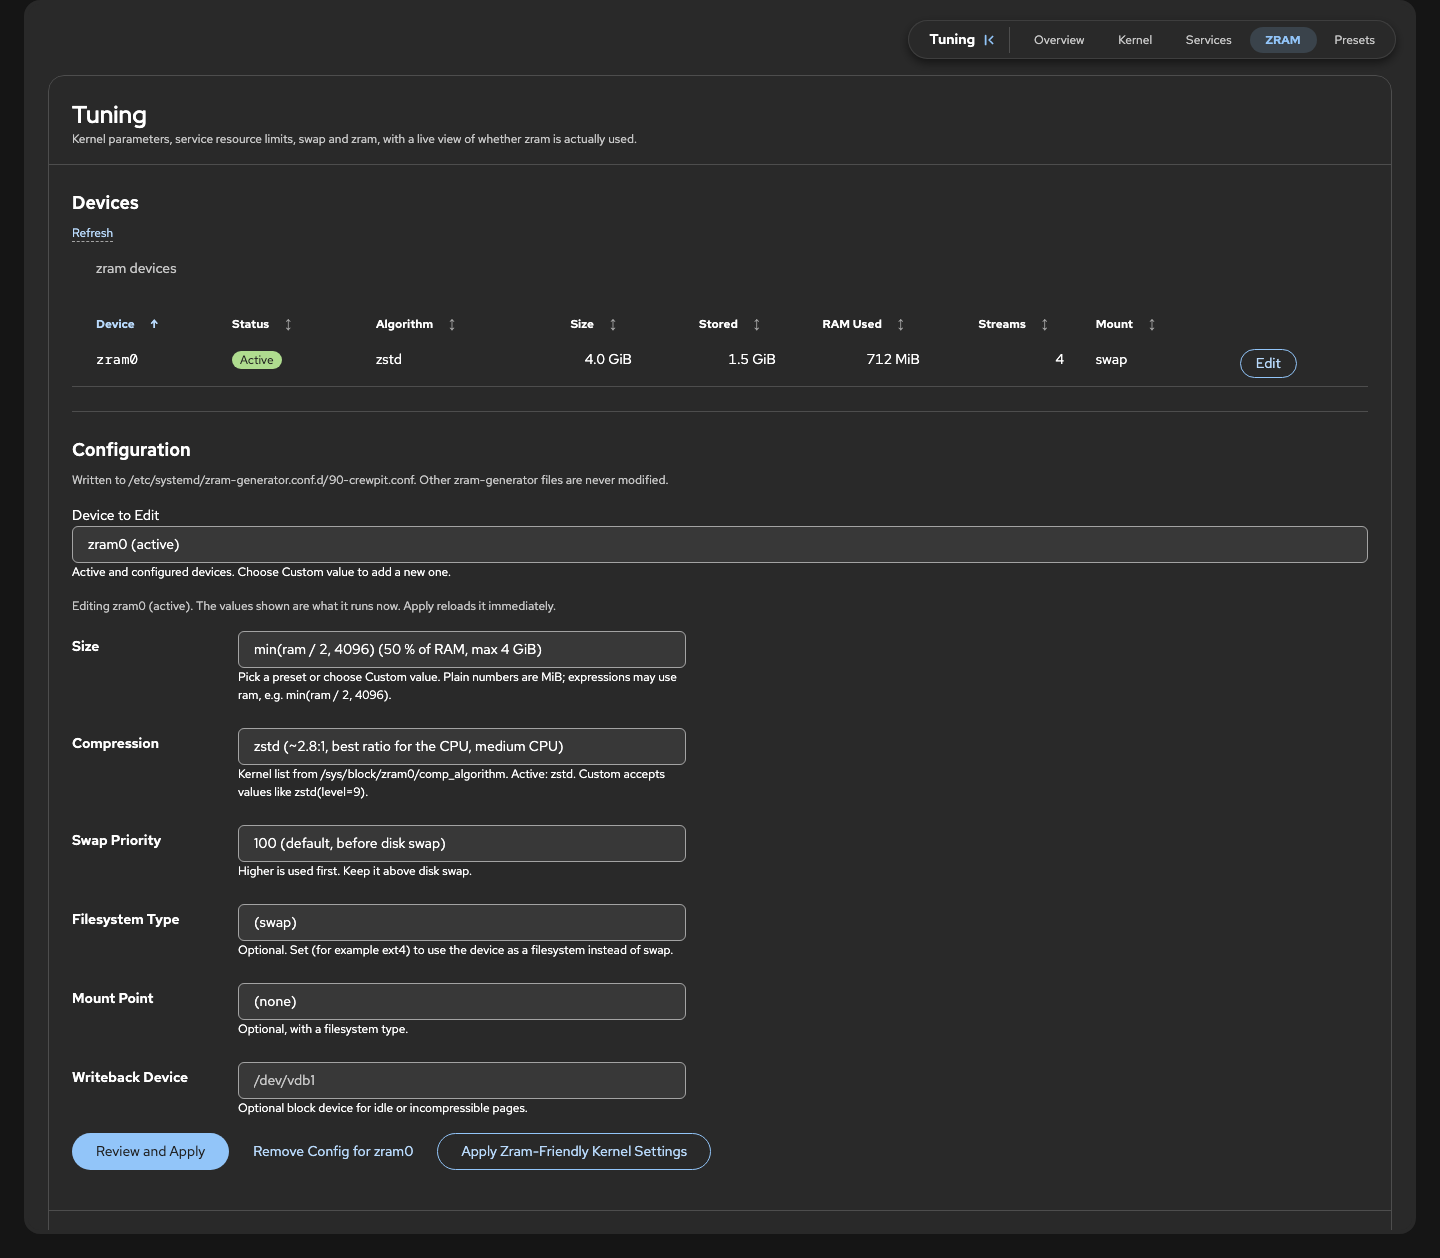 Tuning
Overview
Kernel
Services
ZRAM
Presets
Tuning
Kernel parameters, service resource limits, swap and zram, with a live view of whether zram is actually used.
Devices
Refresh
zram devices
Device Status Algorithm Size Stored RAM Used Streams Mount
zram0 Active zstd 4.0 GiB 1.5 GiB 712 MiB 4 swap Edit
Configuration
Written to /etc/systemd/zram-generator.conf.d/90-crewpit.conf. Other zram-generator files are never modified.
Device to Edit
zram0 (active)
Active and configured devices. Choose Custom value to add a new one.
Editing zram0 (active). The values shown are what it runs now. Apply reloads it immediately.
Size
min(ram / 2, 4096) (50 % of RAM, max 4 GiB)
Pick a preset or choose Custom value. Plain numbers are MiB; expressions may use
ram, e.g. min(ram / 2, 4096).
Compression
zstd (~2.8:1, best ratio for the CPU, medium CPU)
Kernel list from /sys/block/zram0/comp_algorithm. Active: zstd. Custom accepts
values like zstd(level=9).
Swap Priority
100 (default, before disk swap)
Higher is used first. Keep it above disk swap.
Filesystem Type
(swap)
Optional. Set (for example ext4) to use the device as a filesystem instead of swap.
Mount Point
(none)
Optional, with a filesystem type.
Writeback Device
/dev/vdb1
Optional block device for idle or incompressible pages.
Review and Apply
Remove Config for zram0
Apply Zram-Friendly Kernel Settings